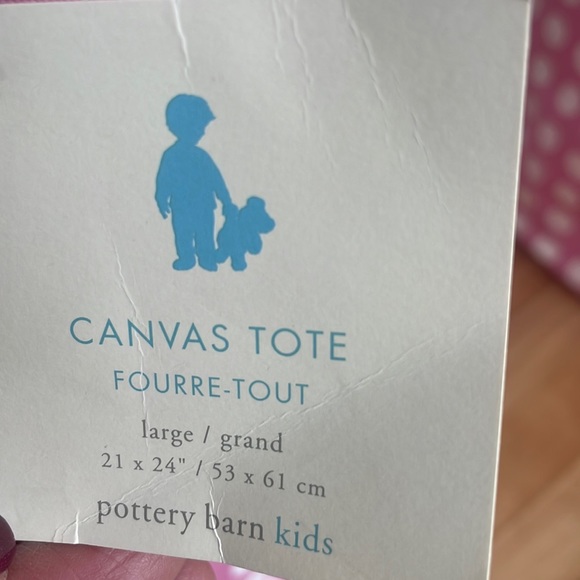 CANVAS TOTE
FOURRE-TOUT
large / grand
21 x 24" / 53 x 61 cm
pottery barn kids